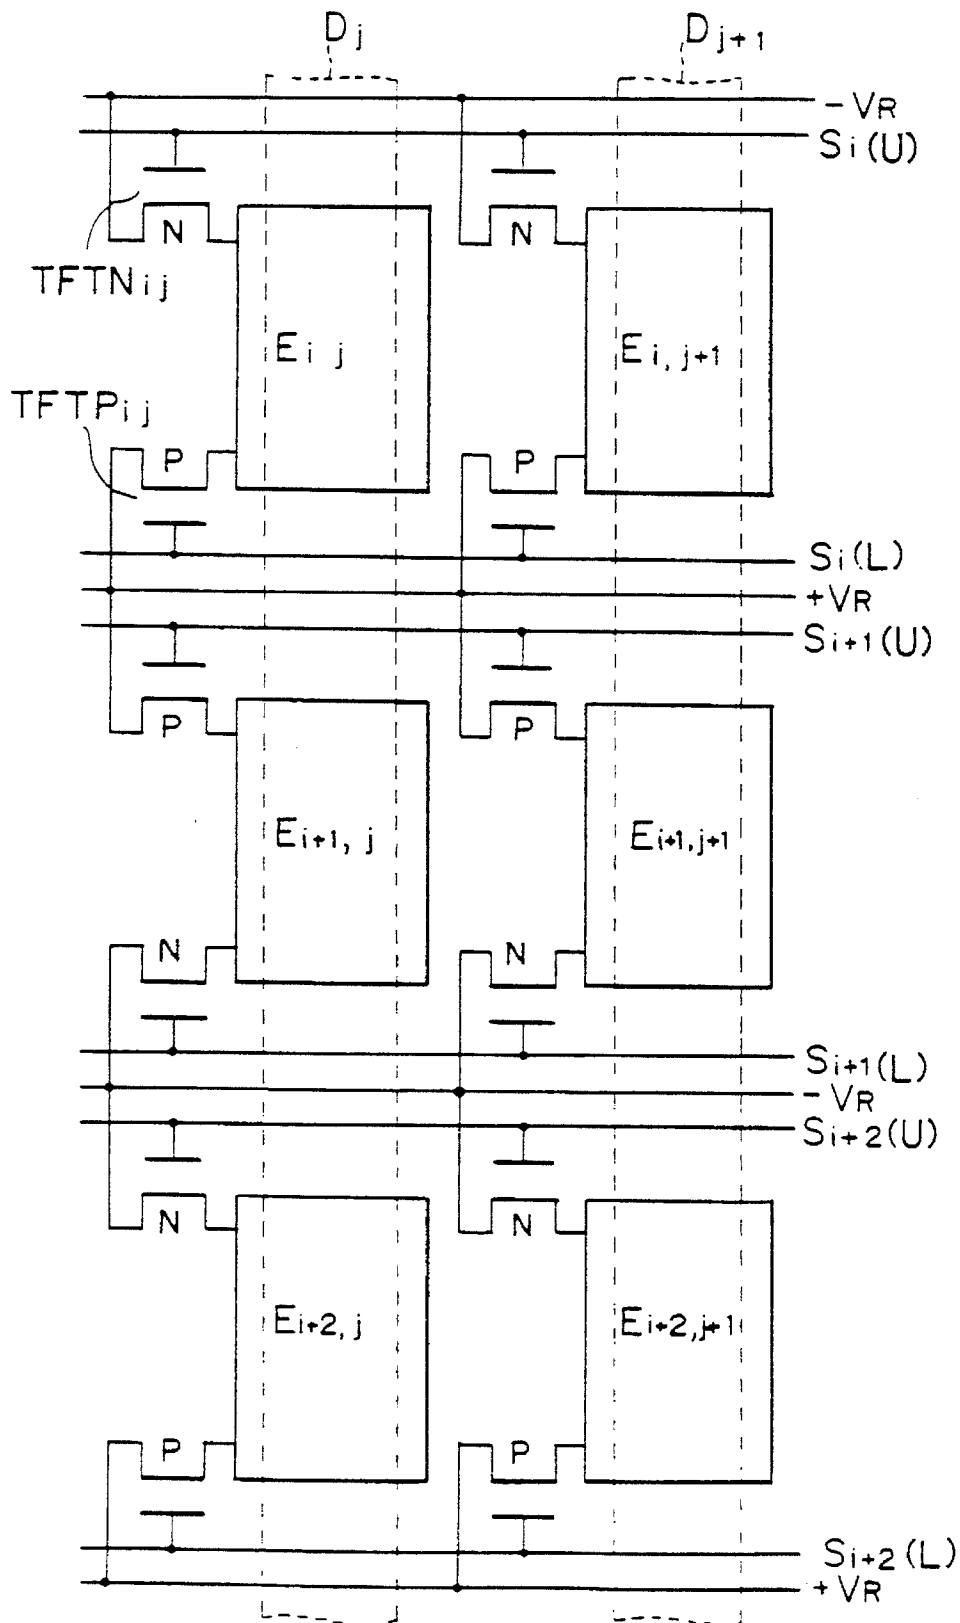 Dj Dj+1
-VR
Si(U)
N N
TFTNij
Ei j Ei, j+1
TFTPij
P P
Si(L)
+VR
Si+1(U)
P P
Ei+1, j Ei+1,j+1
N N
Si+1(L)
-VR
Si+2(U)
N N
Ei+2,j Ei+2,j+1
P P
Si+2(L)
+VR